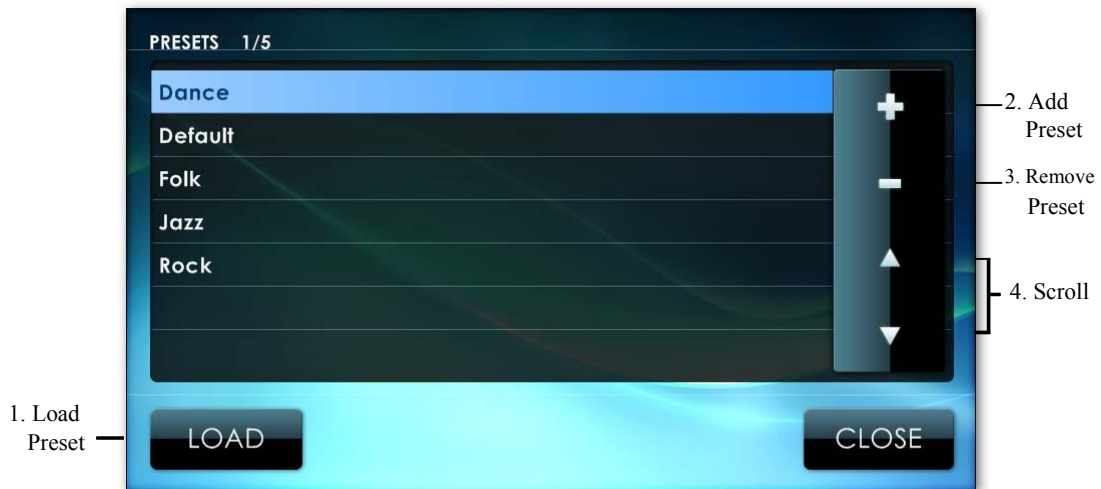 PRESETS 1/5
Dance
Default
Folk
Jazz
Rock
2. Add
Preset
3. Remove
Preset
4. Scroll
1. Load
Preset
LOAD
CLOSE